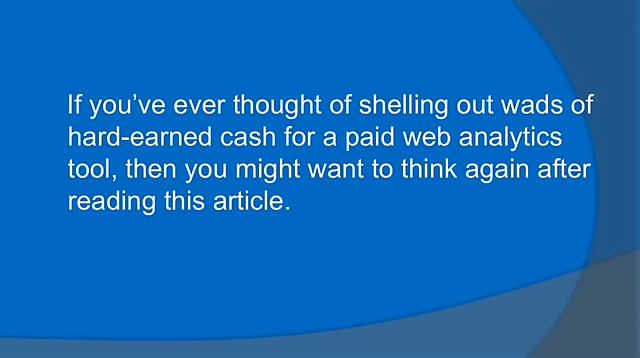 If you’ve ever thought of shelling out wads of
hard-earned cash for a paid web analytics
tool, then you might want to think again after
reading this article.